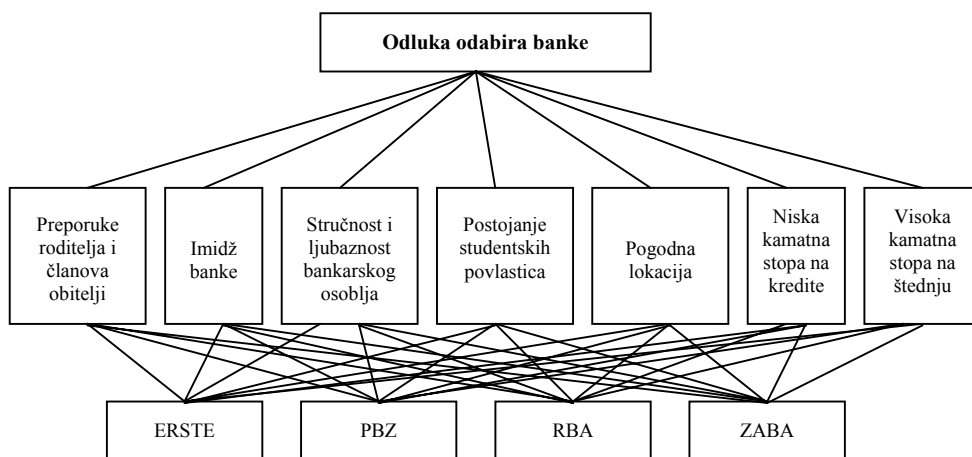 Odluka odabira banke
Preporuke
roditelja i
članova
obitelji
Imidž
banke
Stručnost i
ljubaznost
bankarskog
osoblja
Postojanje
studentskih
povlastica
Pogodna
lokacija
Niska
kamatna
stopa na
kredite
Visoka
kamatna
stopa na
štednju
ERSTE
PBZ
RBA
ZABA